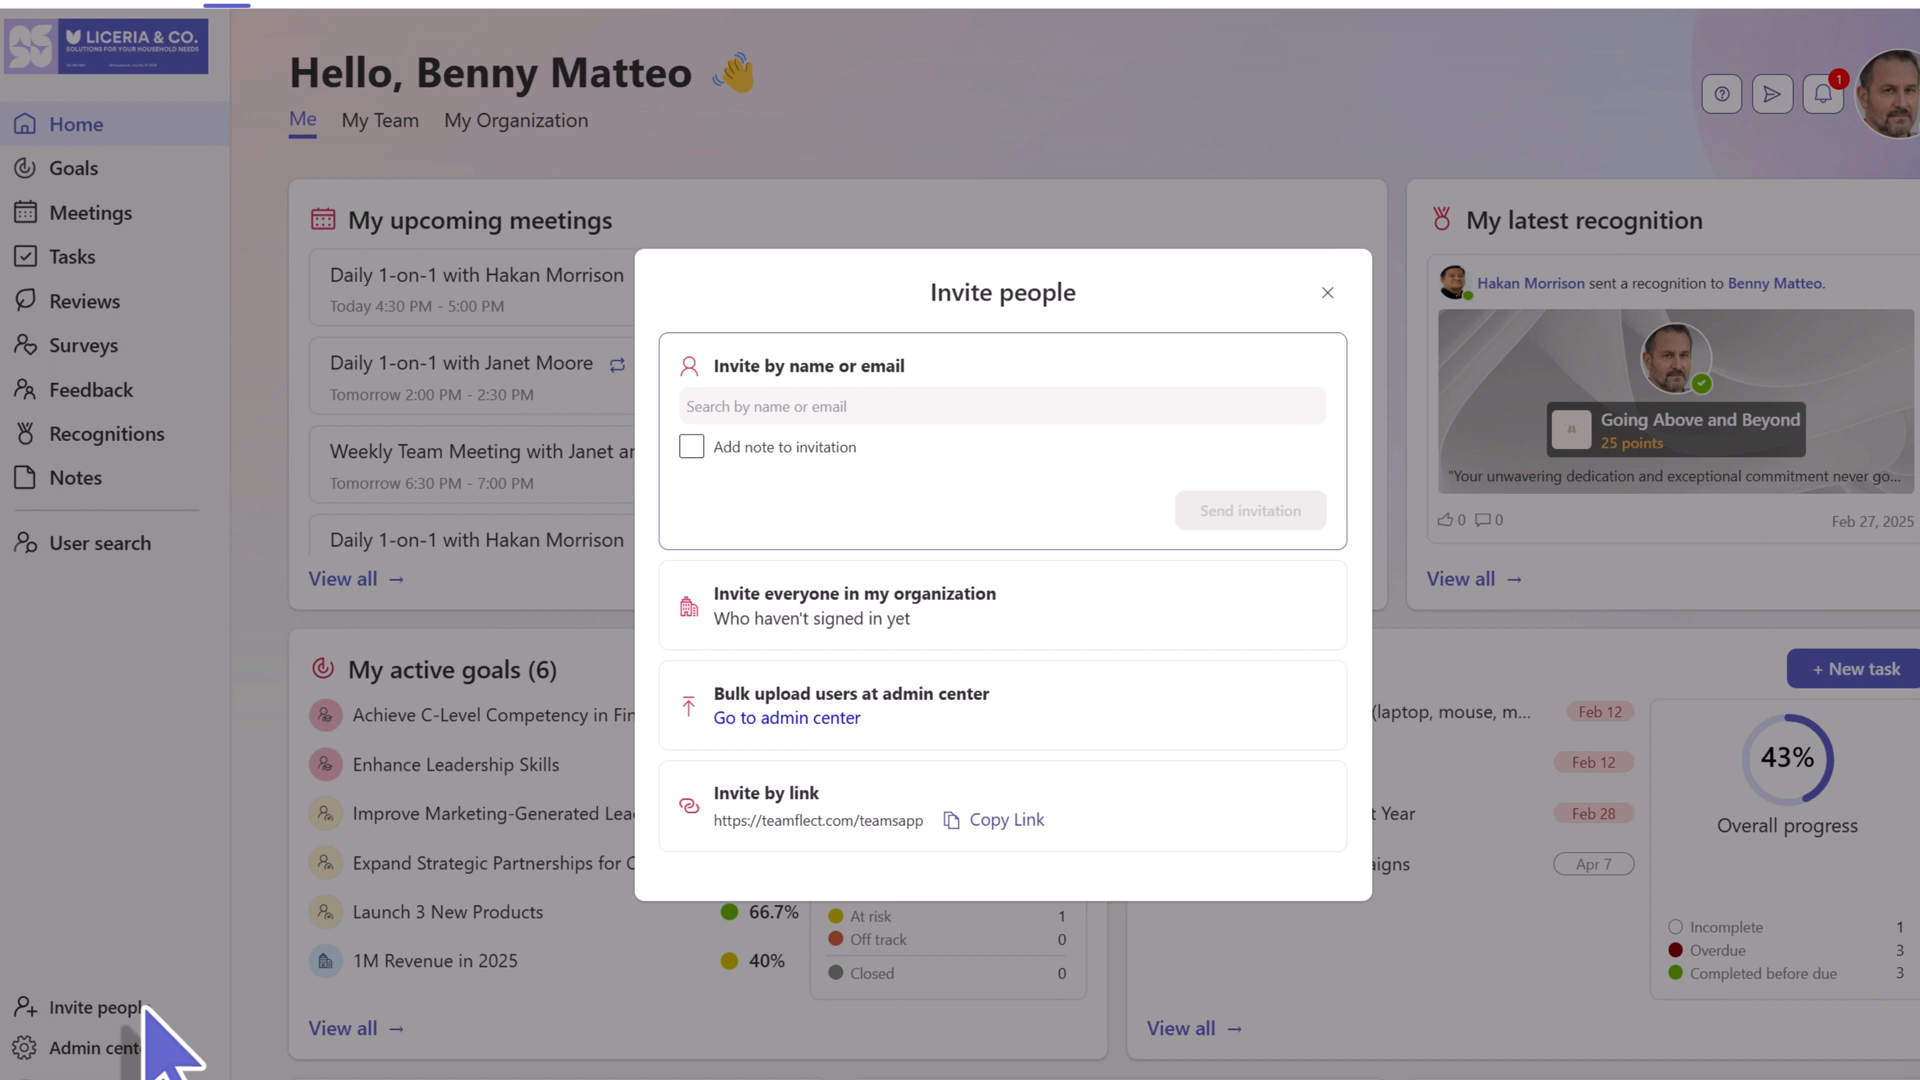 LICERIA & CO.
SOLUTIONS FOR YOUR HOUSEHOLD NEEDS
Home
Goals
Meetings
Tasks
Reviews
Surveys
Feedback
Recognitions
Notes
User search
Invite peopl
Admin cent
Hello, Benny Matteo
Me My Team My Organization
1
My upcoming meetings
Daily 1-on-1 with Hakan Morrison
Today 4:30 PM - 5:00 PM
Daily 1-on-1 with Janet Moore
Tomorrow 2:00 PM - 2:30 PM
Weekly Team Meeting with Janet ar
Tomorrow 6:30 PM - 7:00 PM
Daily 1-on-1 with Hakan Morrison
View all →
My latest recognition
Hakan Morrison sent a recognition to Benny Matteo.
Going Above and Beyond
25 points
"Your unwavering dedication and exceptional commitment never go...
0 0
Feb 27, 2025
View all →
Invite people
Invite by name or email
Search by name or email
Add note to invitation
Send invitation
Invite everyone in my organization
Who haven't signed in yet
Bulk upload users at admin center
Go to admin center
Invite by link
https://teamflect.com/teamsapp Copy Link
My active goals (6)
Achieve C-Level Competency in Fin
Enhance Leadership Skills
Improve Marketing-Generated Lea
Expand Strategic Partnerships for C
Launch 3 New Products 66.7%
1M Revenue in 2025 40%
At risk 1
Off track 0
Closed 0
View all →
+ New task
(laptop, mouse, m... Feb 12
Feb 12
t Year Feb 28
aigns Apr 7
43%
Overall progress
Incomplete 1
Overdue 3
Completed before due 3
View all →